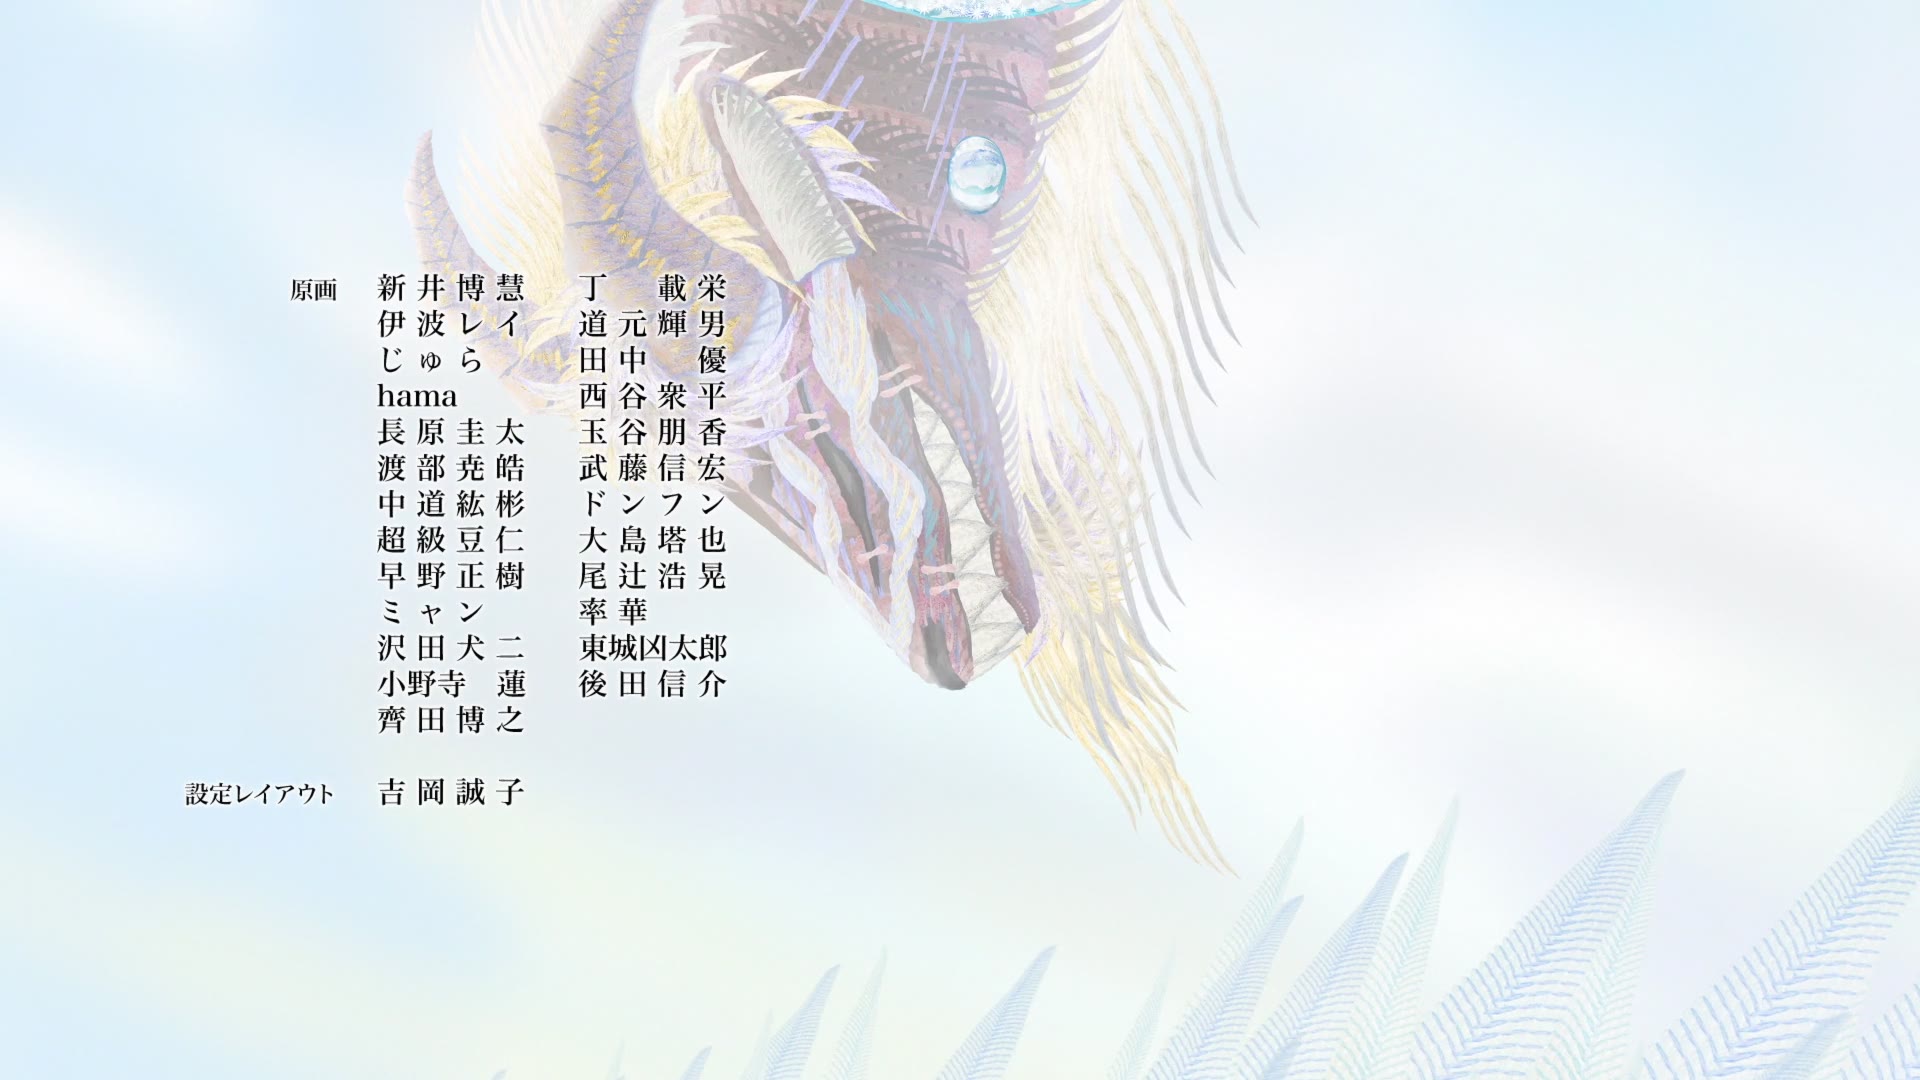 原画 新井博慧 丁 載栄
伊波レイ 道元輝男
じゅら 田中 優
hama 西谷衆平
長原圭太 玉谷朋香
渡部尭皓 武藤信宏
中道紘彬 ドンフン
超級豆仁 大島塔也
早野正樹 尾辻浩晃
ミャン 率華
沢田犬二 東城凶太郎
小野寺 蓮 後田信介
齊田博之
設定レイアウト 吉岡誠子